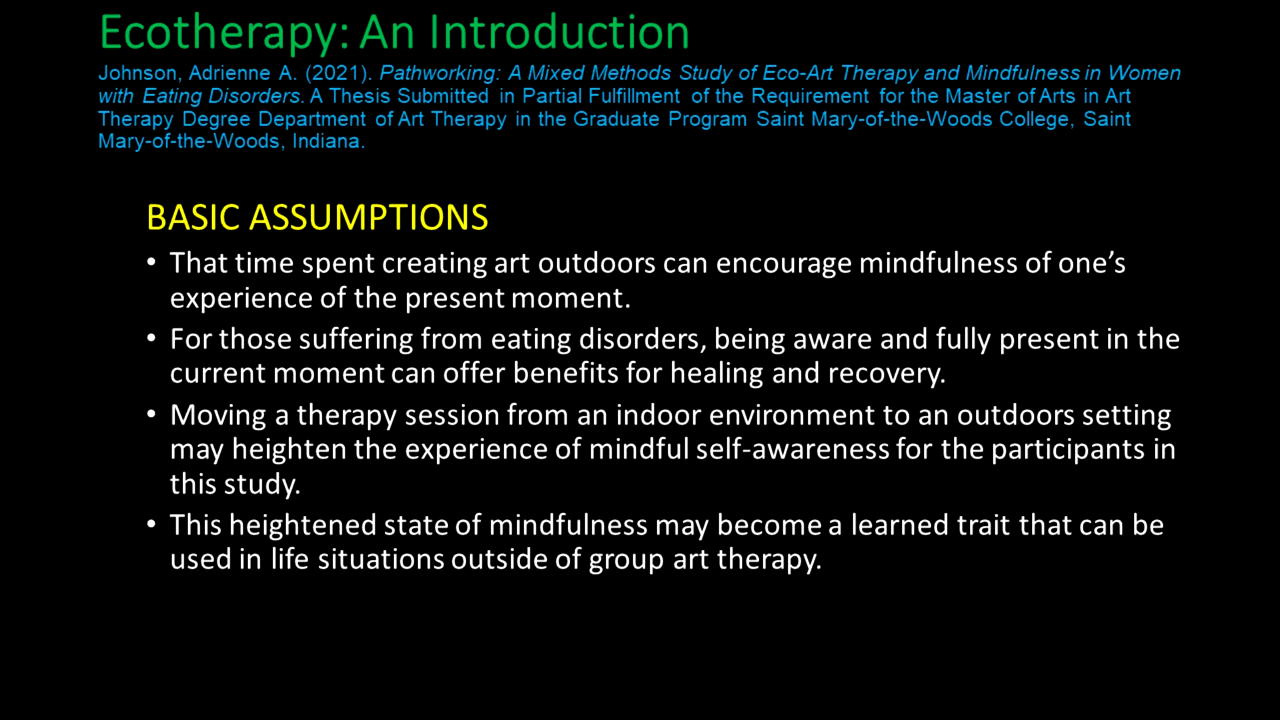 Ecotherapy: An Introduction
Johnson, Adrienne A. (2021). Pathworking: A Mixed Methods Study of Eco-Art Therapy and Mindfulness in Women
with Eating Disorders. A Thesis Submitted in Partial Fulfillment of the Requirement for the Master of Arts in Art
Therapy Degree Department of Art Therapy in the Graduate Program Saint Mary-of-the-Woods College, Saint
Mary-of-the-Woods, Indiana.
BASIC ASSUMPTIONS
• That time spent creating art outdoors can encourage mindfulness of one’s
experience of the present moment.
• For those suffering from eating disorders, being aware and fully present in the
current moment can offer benefits for healing and recovery.
• Moving a therapy session from an indoor environment to an outdoors setting
may heighten the experience of mindful self-awareness for the participants in
this study.
• This heightened state of mindfulness may become a learned trait that can be
used in life situations outside of group art therapy.